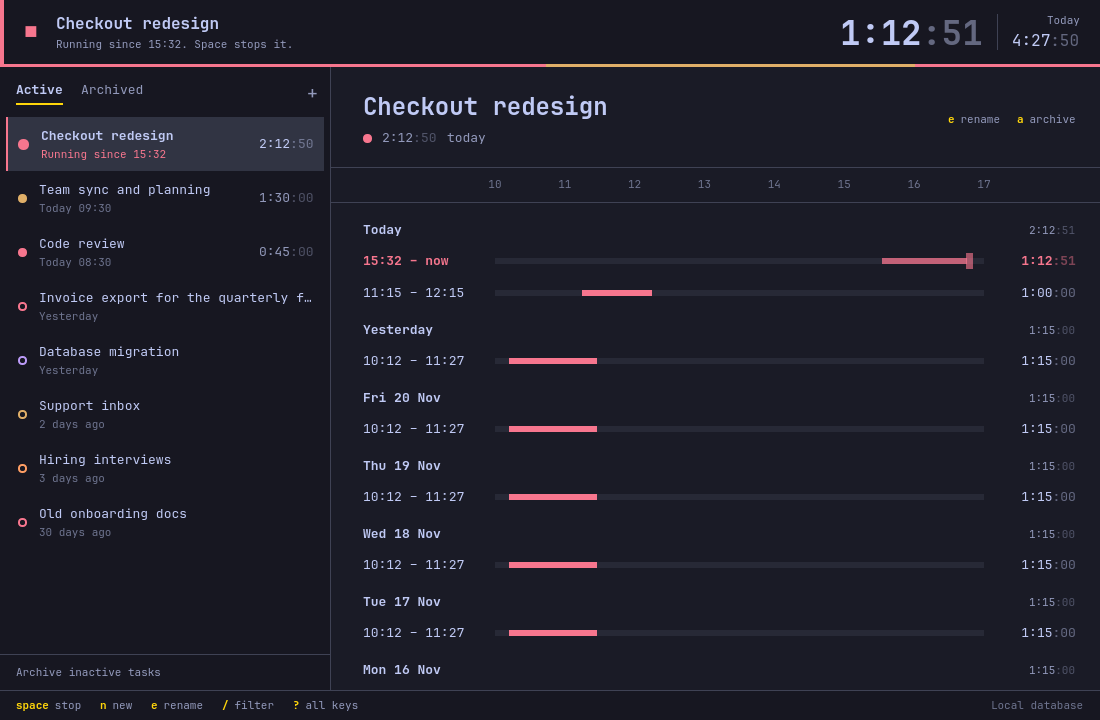 Checkout redesign
Running since 15:32. Space stops it.
1:12:51
Today
4:27:50
Active Archived +
Checkout redesign
Running since 15:32
2:12:50
Team sync and planning
Today 09:30
1:30:00
Code review
Today 08:30
0:45:00
Invoice export for the quarterly f…
Yesterday
Database migration
Yesterday
Support inbox
2 days ago
Hiring interviews
3 days ago
Old onboarding docs
30 days ago
Archive inactive tasks
Checkout redesign
2:12:50 today
e rename a archive
10 11 12 13 14 15 16 17
Today 2:12:51
15:32 – now 1:12:51
11:15 – 12:15 1:00:00
Yesterday 1:15:00
10:12 – 11:27 1:15:00
Fri 20 Nov 1:15:00
10:12 – 11:27 1:15:00
Thu 19 Nov 1:15:00
10:12 – 11:27 1:15:00
Wed 18 Nov 1:15:00
10:12 – 11:27 1:15:00
Tue 17 Nov 1:15:00
10:12 – 11:27 1:15:00
Mon 16 Nov 1:15:00
space stop n new e rename / filter ? all keys
Local database